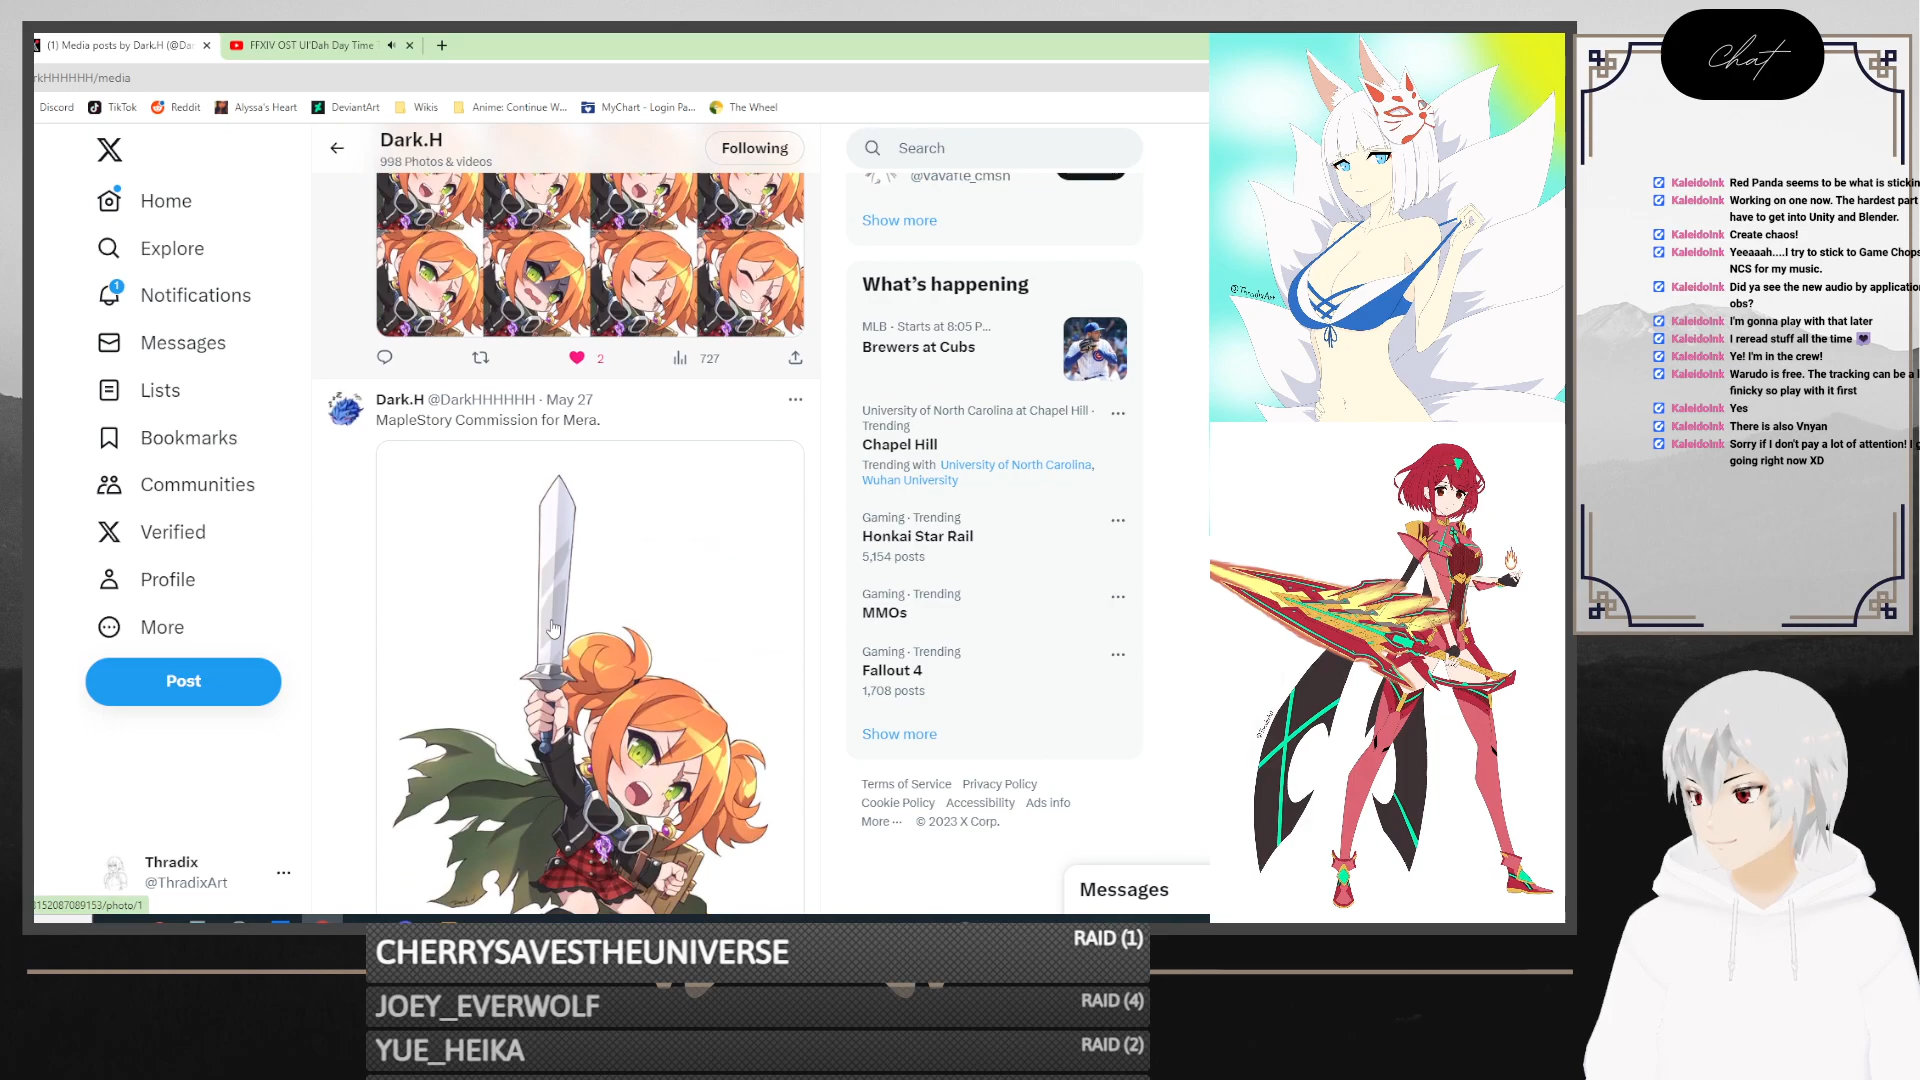 (1) Media posts by Dark.H (@Da
FFXIV OST Ul'Dah Day Time
rkHHHHHH/media
Discord
TikTok
Reddit
Alyssa's Heart
DeviantArt
Wikis
Anime: Continue W...
MyChart - Login Pa...
The Wheel
Home
Explore
1
Notifications
Messages
Lists
Bookmarks
Communities
Verified
Profile
More
Post
Thradix
@ThradixArt
8152087089153/photo/1
Dark.H
998 Photos & videos
Following
2
727
Dark.H @DarkHHHHHH · May 27
MapleStory Commission for Mera.
Search
@vavafle_cmsn
Show more
What's happening
MLB · Starts at 8:05 P...
Brewers at Cubs
University of North Carolina at Chapel Hill ·
Trending
Chapel Hill
Trending with University of North Carolina,
Wuhan University
Gaming · Trending
Honkai Star Rail
5,154 posts
Gaming · Trending
MMOs
Gaming · Trending
Fallout 4
1,708 posts
Show more
Terms of Service Privacy Policy
Cookie Policy Accessibility Ads info
More ··· © 2023 X Corp.
Messages
@ThradixArt
Chat
KaleidoInk Red Panda seems to be what is stickin
KaleidoInk Working on one now. The hardest part
have to get into Unity and Blender.
KaleidoInk Create chaos!
KaleidoInk Yeeaaah....I try to stick to Game Chops
NCS for my music.
KaleidoInk Did ya see the new audio by application
obs?
KaleidoInk I'm gonna play with that later
KaleidoInk I reread stuff all the time
KaleidoInk Ye! I'm in the crew!
KaleidoInk Warudo is free. The tracking can be a l
finicky so play with it first
KaleidoInk Yes
KaleidoInk There is also Vnyan
KaleidoInk Sorry if I don't pay a lot of attention! I g
going right now XD
CHERRYSAVESTHEUNIVERSE RAID (1)
JOEY_EVERWOLF RAID (4)
YUE_HEIKA RAID (2)